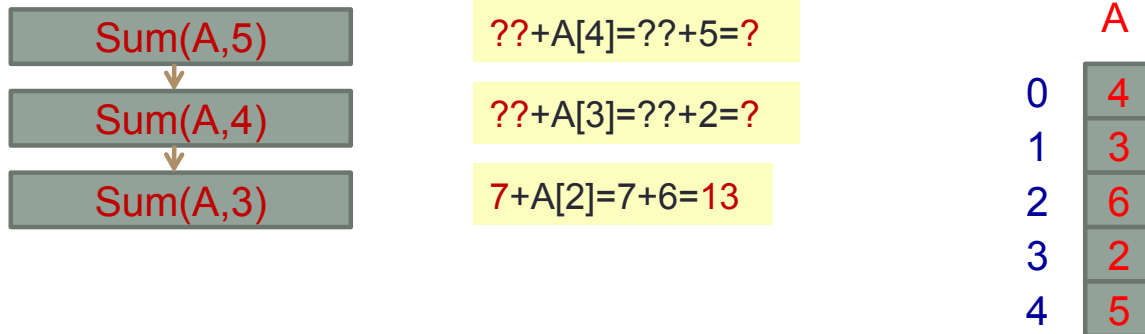 Sum(A,5)
??+A[4]=??+5=?
Sum(A,4)
??+A[3]=??+2=?
Sum(A,3)
7+A[2]=7+6=13
A
0 4
1 3
2 6
3 2
4 5